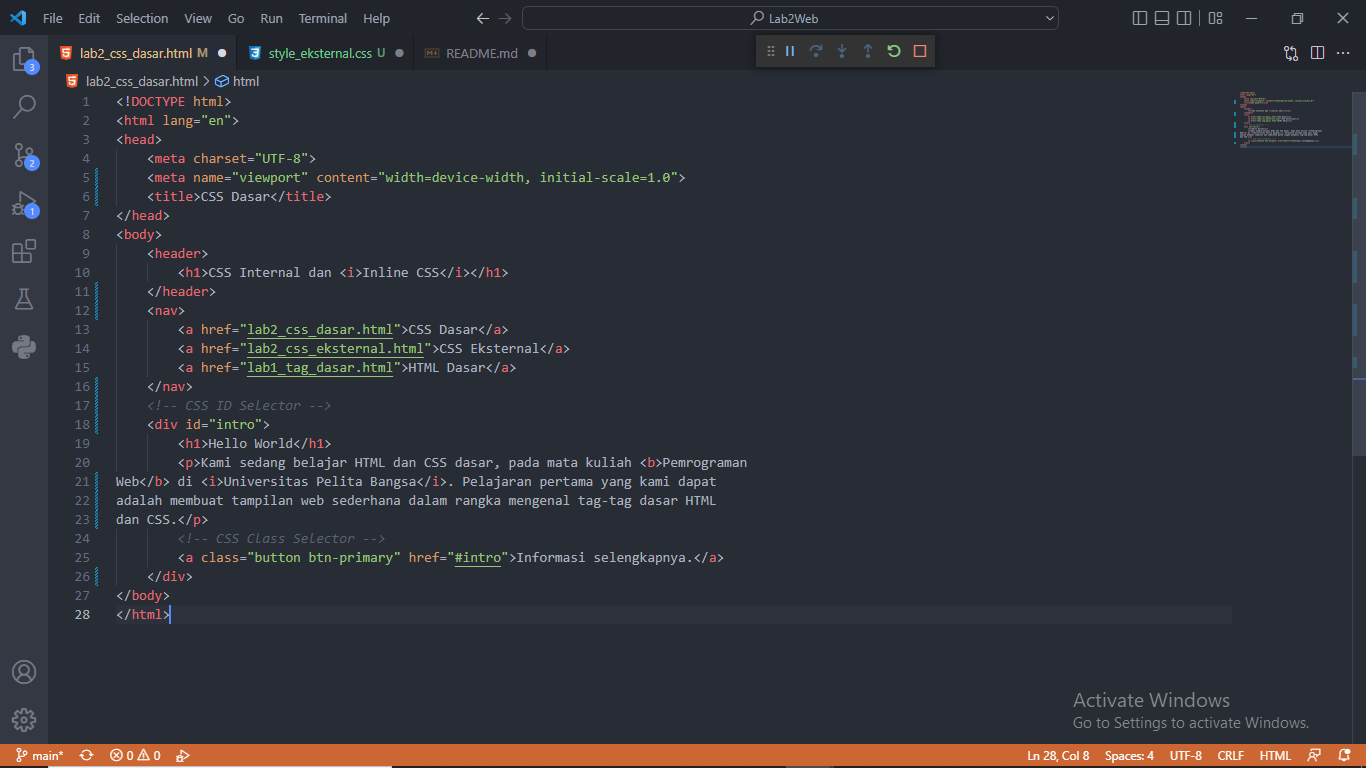 File Edit Selection View Go Run Terminal Help Lab2Web
lab2_css_dasar.html M style_eksternal.css U README.md
lab2_css_dasar.html > html
3
2
1
1 <!DOCTYPE html>
2 <html lang="en">
3 <head>
4     <meta charset="UTF-8">
5     <meta name="viewport" content="width=device-width, initial-scale=1.0">
6     <title>CSS Dasar</title>
7 </head>
8 <body>
9     <header>
10         <h1>CSS Internal dan <i>Inline CSS</i></h1>
11     </header>
12     <nav>
13         <a href="lab2_css_dasar.html">CSS Dasar</a>
14         <a href="lab2_css_eksternal.html">CSS Eksternal</a>
15         <a href="lab1_tag_dasar.html">HTML Dasar</a>
16     </nav>
17     <!-- CSS ID Selector -->
18     <div id="intro">
19         <h1>Hello World</h1>
20         <p>Kami sedang belajar HTML dan CSS dasar, pada mata kuliah <b>Pemrograman
21 Web</b> di <i>Universitas Pelita Bangsa</i>. Pelajaran pertama yang kami dapat
22 adalah membuat tampilan web sederhana dalam rangka mengenal tag-tag dasar HTML
23 dan CSS.</p>
24         <!-- CSS Class Selector -->
25         <a class="button btn-primary" href="#intro">Informasi selengkapnya.</a>
26     </div>
27 </body>
28 </html>
Activate Windows
Go to Settings to activate Windows.
main* 0 0 Ln 28, Col 8 Spaces: 4 UTF-8 CRLF HTML